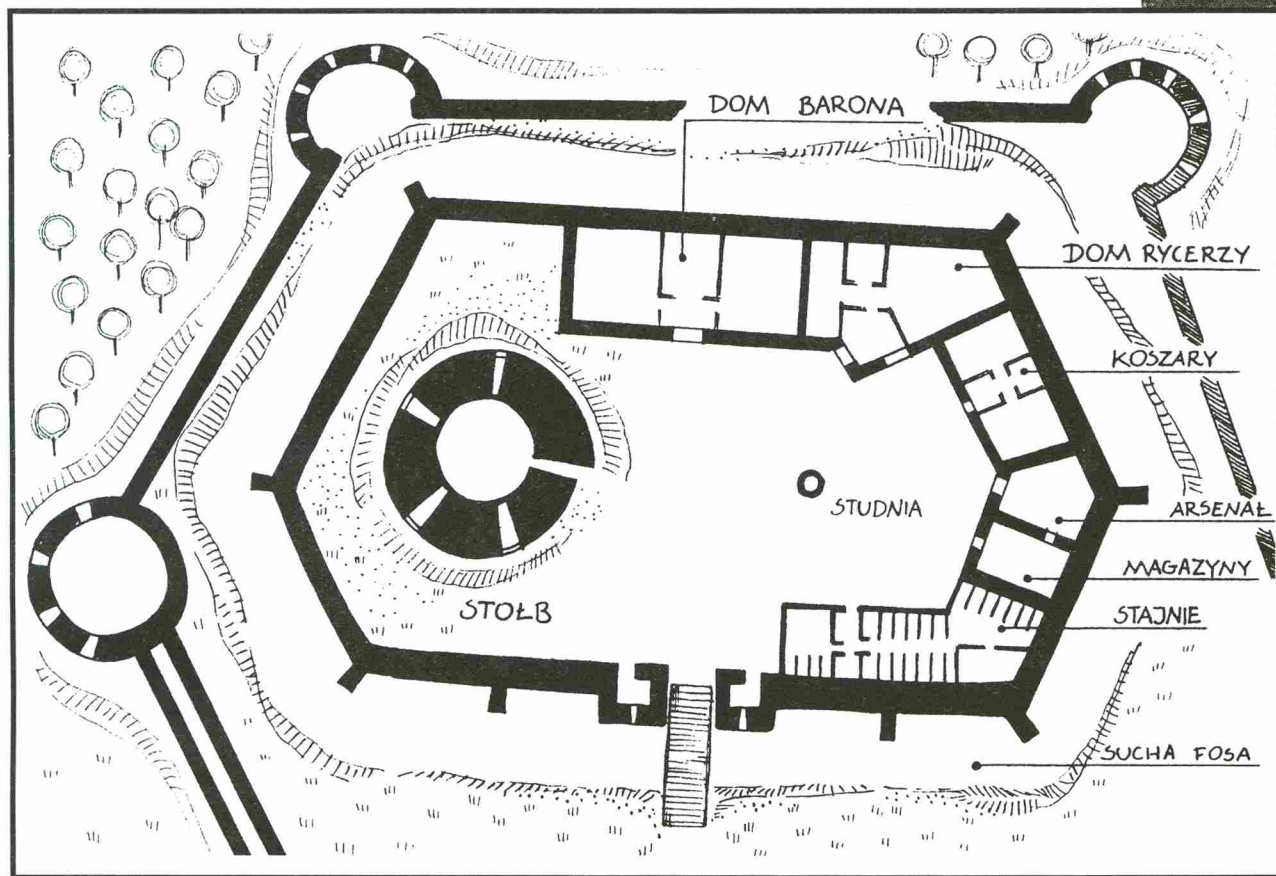 DOM BARONA
DOM RYCERZY
KOSZARY
STUDNIA
ARSENAŁ
MAGAZYNY
STOŁB
STAJNIE
SUCHA FOSA